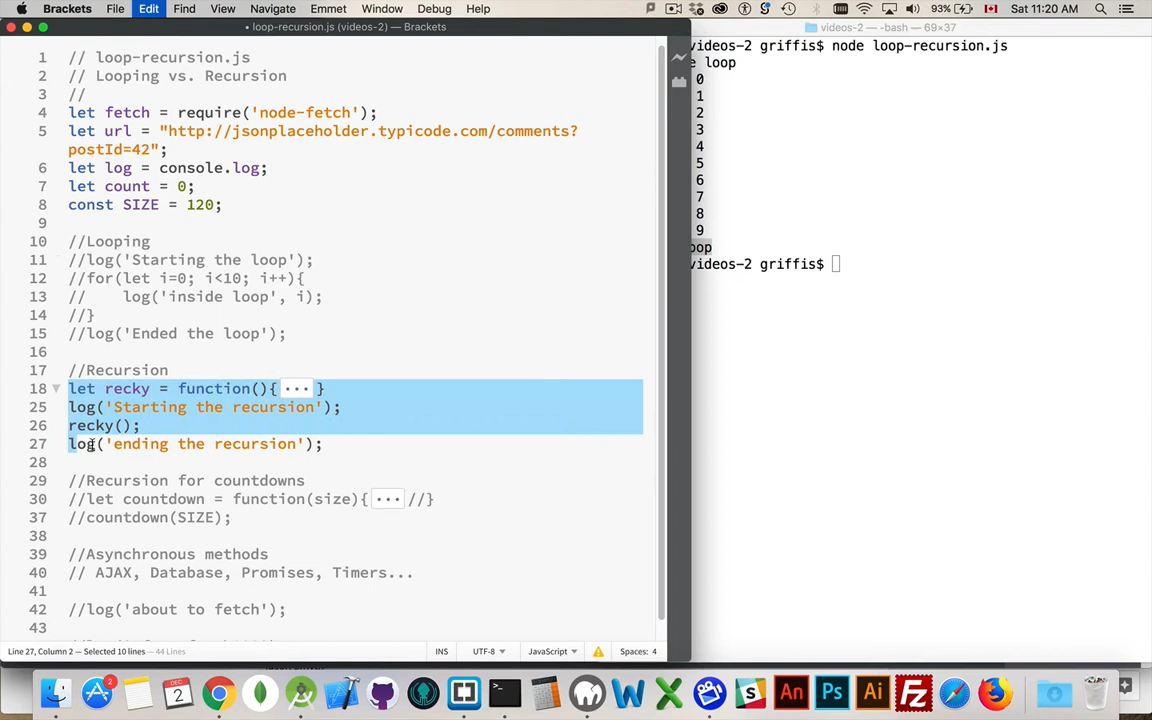 Brackets File Edit Find View Navigate Emmet Window Debug Help 93% Sat 11:20 AM
• loop-recursion.js (videos-2) — Brackets
videos-2 — -bash — 69×37
1 // loop-recursion.js
2 // Looping vs. Recursion
3 //
4 let fetch = require('node-fetch');
5 let url = "http://jsonplaceholder.typicode.com/comments?
postId=42";
6 let log = console.log;
7 let count = 0;
8 const SIZE = 120;
9
10 //Looping
11 //log('Starting the loop');
12 //for(let i=0; i<10; i++){
13 //    log('inside loop', i);
14 //}
15 //log('Ended the loop');
16
17 //Recursion
18 let recky = function(){ ... }
25 log('Starting the recursion');
26 recky();
27 log('ending the recursion');
28
29 //Recursion for countdowns
30 //let countdown = function(size){ ... //}
37 //countdown(SIZE);
38
39 //Asynchronous methods
40 // AJAX, Database, Promises, Timers...
41
42 //log('about to fetch');
43
Line 27, Column 2 — Selected 10 lines — 44 Lines INS UTF-8 JavaScript Spaces: 4
videos-2 griffis$ node loop-recursion.js
e loop
0
1
2
3
4
5
6
7
8
9
oop
videos-2 griffis$
2
DEC
2
An
Ps
Ai
Fz